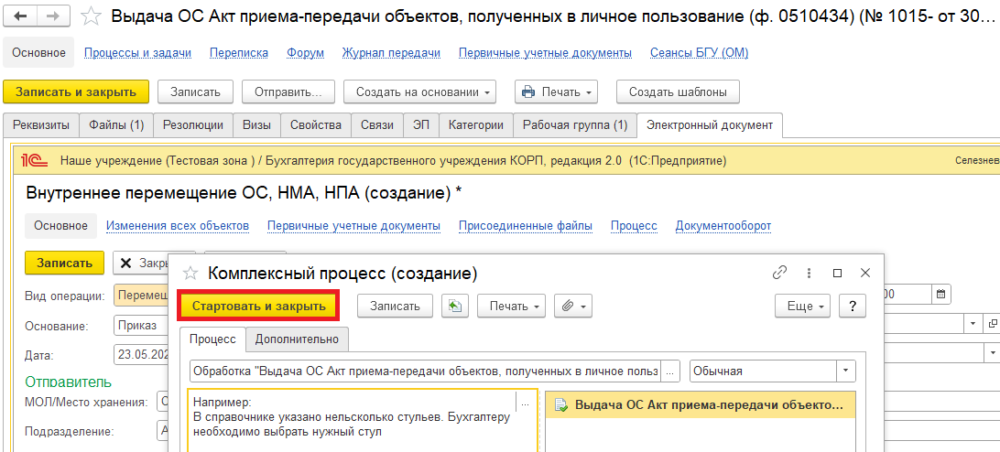 Выдача ОС Акт приема-передачи объектов, полученных в личное пользование (ф. 0510434) (№ 1015- от 30...
Основное Процессы и задачи Переписка Форум Журнал передачи Первичные учетные документы Сеансы БГУ (ОМ)
Записать и закрыть Записать Отправить... Создать на основании Печать Создать шаблоны
Реквизиты Файлы (1) Резолюции Визы Свойства Связи ЭП Категории Рабочая группа (1) Электронный документ
1С Наше учреждение (Тестовая зона ) / Бухгалтерия государственного учреждения КОРП, редакция 2.0 (1С:Предприятие) Селезнев
Внутреннее перемещение ОС, НМА, НПА (создание) *
Основное Изменения всех объектов Первичные учетные документы Присоединенные файлы Процесс Документооборот
Записать Закры
Комплексный процесс (создание)
Стартовать и закрыть Записать Печать Еще ?
Вид операции: Перемещ 00
Основание: Приказ
Процесс Дополнительно
Дата: 23.05.202
Обработка "Выдача ОС Акт приема-передачи объектов, полученных в личное польз ... Обычная
Отправитель
МОЛ/Место хранения: С
Подразделение: А
Например: ...
В справочнике указано нельсколько стульев. Бухгалтеру
необходимо выбрать нужный стул
Выдача ОС Акт приема-передачи объекто...